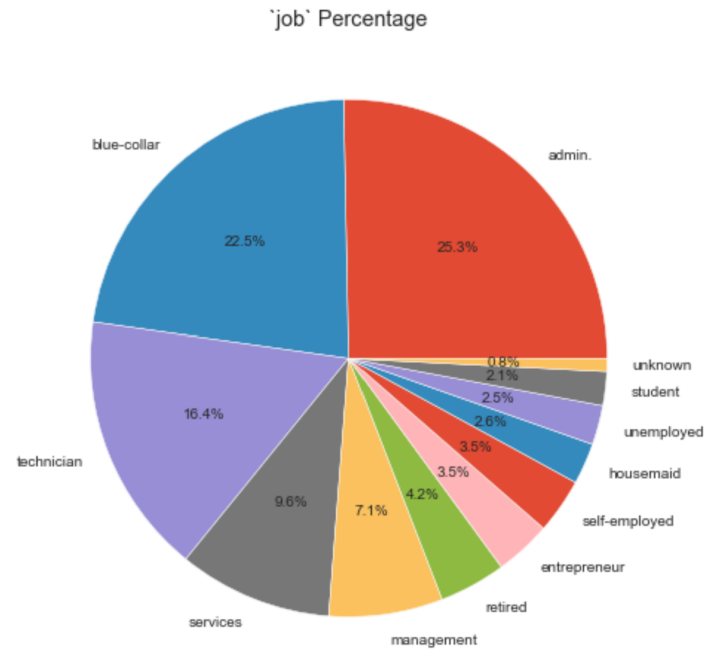 `job` Percentage
blue-collar
admin.
22.5%
25.3%
0.8%
unknown
2.1%
student
2.5%
unemployed
16.4%
2.6%
technician
3.5%
housemaid
3.5%
9.6%
4.2%
7.1%
self-employed
entrepreneur
retired
services
management